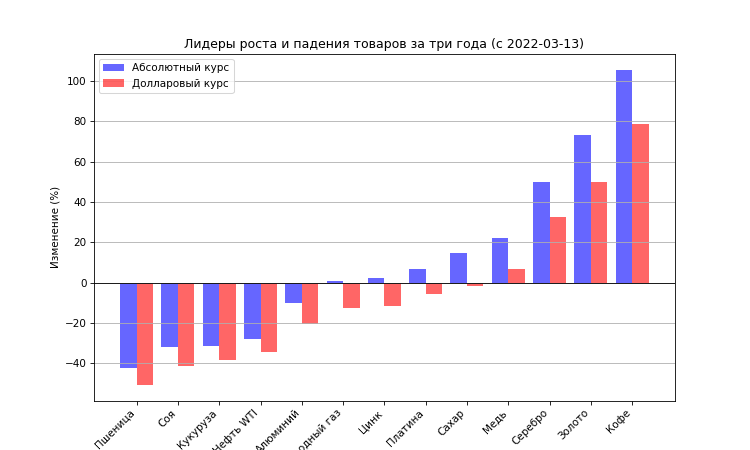 Лидеры роста и падения товаров за три года (с 2022-03-13)
Абсолютный курс
Долларовый курс
Изменение (%)
100
80
60
40
20
0
−20
−40
Пшеница
Соя
Кукуруза
Нефть WTI
Алюминий
одный газ
Цинк
Платина
Сахар
Медь
Серебро
Золото
Кофе